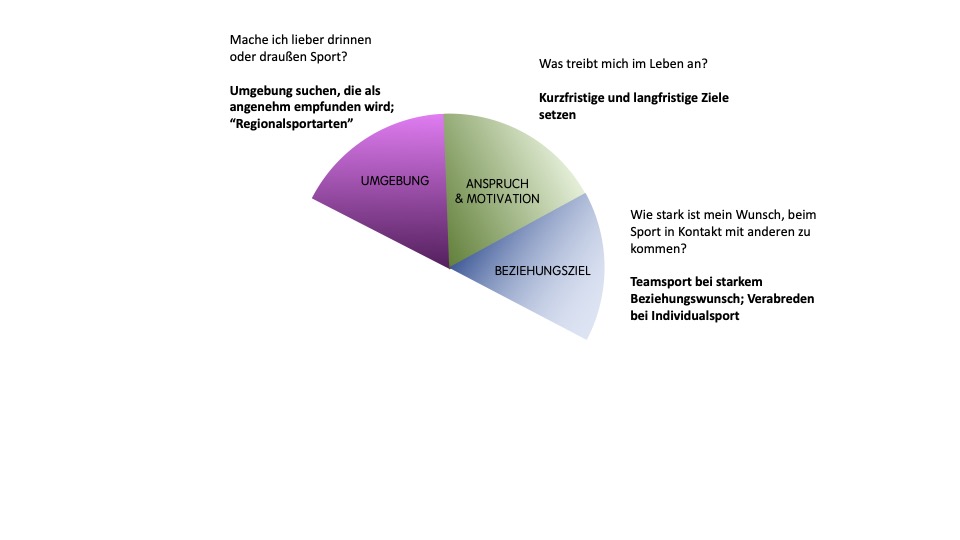 Mache ich lieber drinnen
oder draußen Sport?
Umgebung suchen, die als
angenehm empfunden wird;
“Regionalsportarten”
Was treibt mich im Leben an?
Kurzfristige und langfristige Ziele
setzen
UMGEBUNG
ANSPRUCH
& MOTIVATION
BEZIEHUNGSZIEL
Wie stark ist mein Wunsch, beim
Sport in Kontakt mit anderen zu
kommen?
Teamsport bei starkem
Beziehungswunsch; Verabreden
bei Individualsport